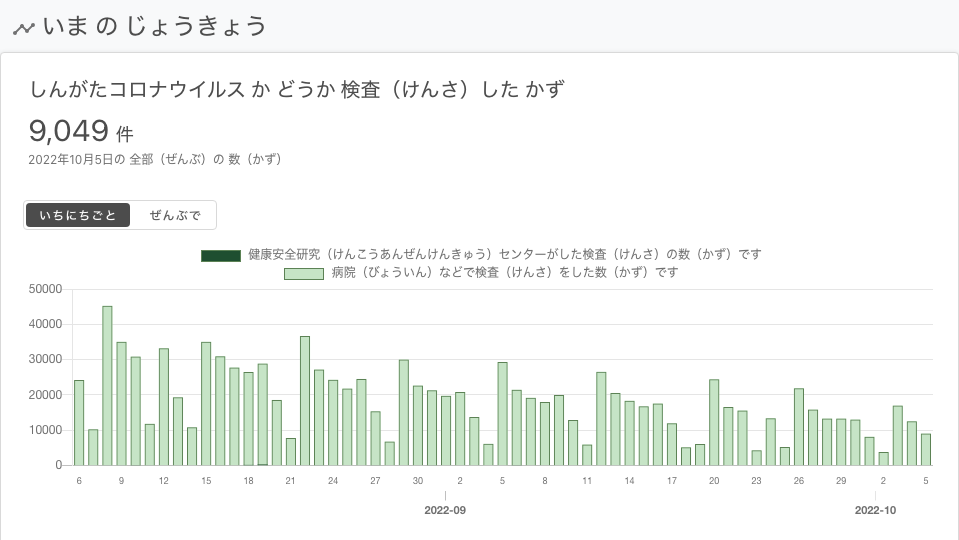 いま の じょうきょう
しんがたコロナウイルス か どうか 検査（けんさ）した かず
9,049 件
2022年10月5日の 全部（ぜんぶ）の 数（かず）
いちにちごと ぜんぶで
健康安全研究（けんこうあんぜんけんきゅう）センターがした検査（けんさ）の数（かず）です
病院（びょういん）などで検査（けんさ）をした数（かず）です
50000
40000
30000
20000
10000
0
6 9 12 15 18 21 24 27 30 2 5 8 11 14 17 20 23 26 29 2 5
2022-09 2022-10